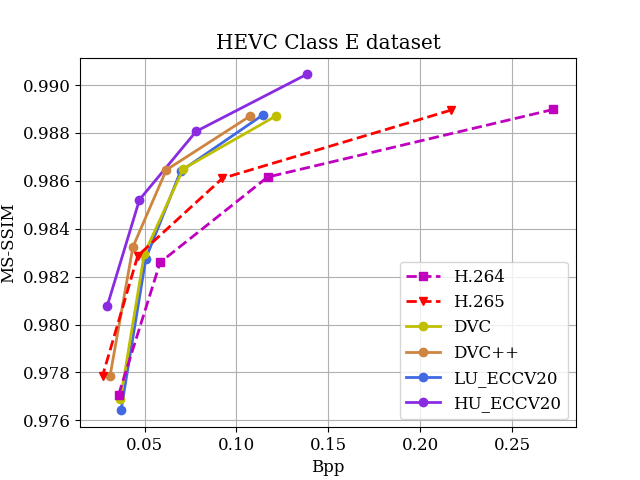 HEVC Class E dataset
MS-SSIM
0.990
0.988
0.986
0.984
0.982
0.980
0.978
0.976
H.264
H.265
DVC
DVC++
LU_ECCV20
HU_ECCV20
0.05
0.10
0.15
0.20
0.25
Bpp